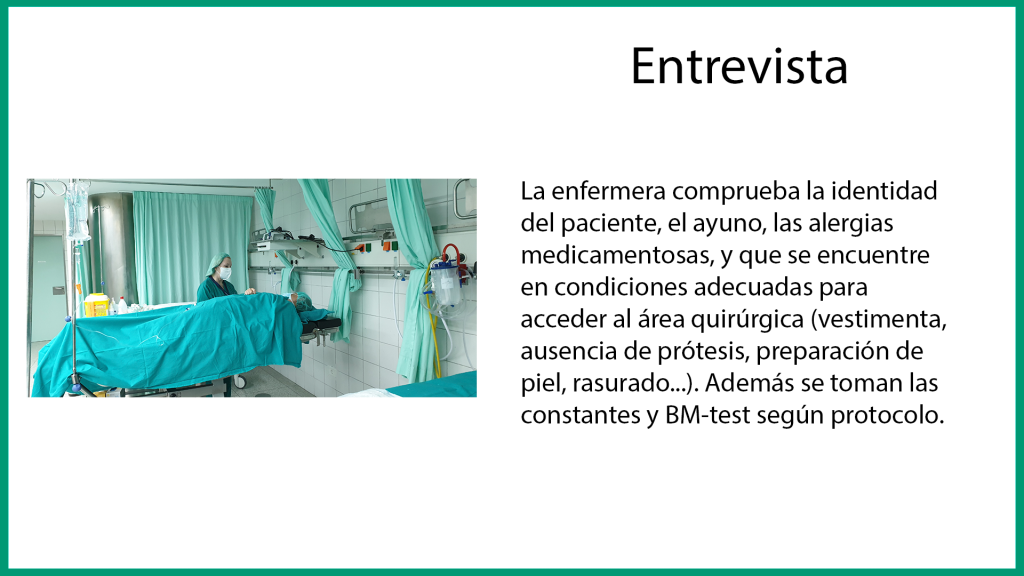 Entrevista
La enfermera comprueba la identidad
del paciente, el ayuno, las alergias
medicamentosas, y que se encuentre
en condiciones adecuadas para
acceder al área quirúrgica (vestimenta,
ausencia de prótesis, preparación de
piel, rasurado...). Además se toman las
constantes y BM-test según protocolo.